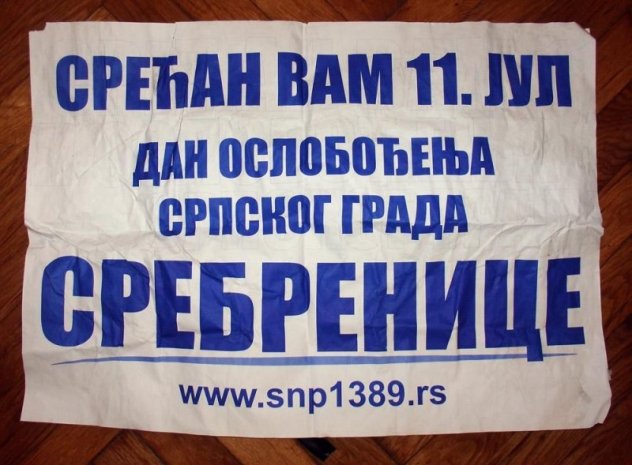 СРЕЋАН ВАМ 11. ЈУЛ
ДАН ОСЛОБОЂЕЊА
СРПСКОГ ГРАДА
СРЕБРЕНИЦЕ
www.snp1389.rs